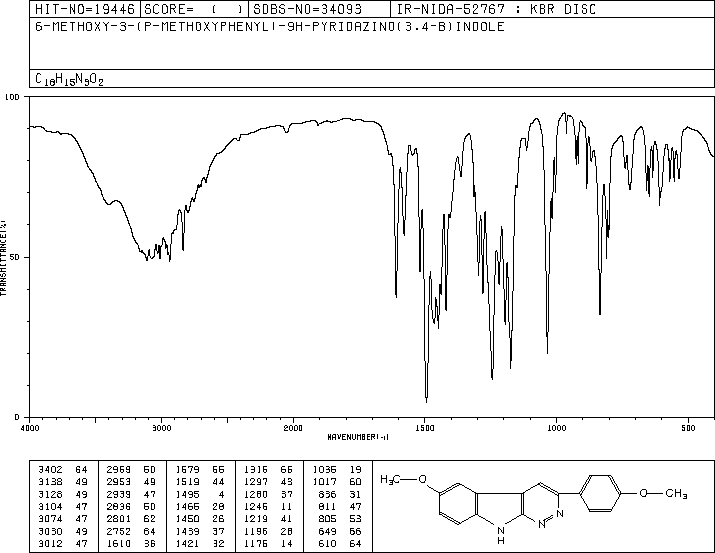 HIT-NO=19446 SCORE= ( ) SDBS-NO=34093 IR-NIDA-52767 : KBR DISC
6-METHOXY-3-(P-METHOXYPHENYL)-9H-PYRIDAZINO(3.4-B)INDOLE
C18H15N3O2
100
TRANSMITTANCE(%)
50
0
4000 3000 2000 1500 1000 500
WAVENUMBER(-1)
3402 64 2969 50 1579 55 1316 66 1036 19
3138 49 2953 49 1519 44 1297 43 1017 60
3128 49 2939 47 1495 4 1280 37 836 31
3104 47 2836 50 1466 28 1246 11 811 47
3074 47 2801 62 1450 26 1219 41 805 53
3050 49 2752 64 1439 37 1196 28 649 66
3012 47 1610 36 1421 32 1176 14 610 64
H3C O O CH3
N N N
H